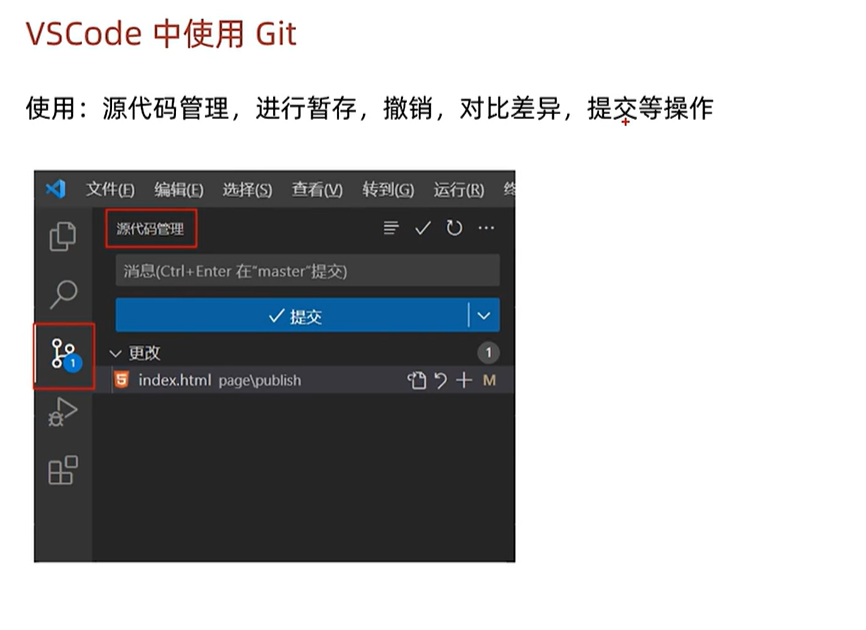 VSCode 中使用 Git
使用：源代码管理，进行暂存，撤销，对比差异，提交等操作
文件(F) 编辑(E) 选择(S) 查看(V) 转到(G) 运行(R)
源代码管理
消息(Ctrl+Enter 在"master"提交)
提交
更改 1
1
index.html page\publish M